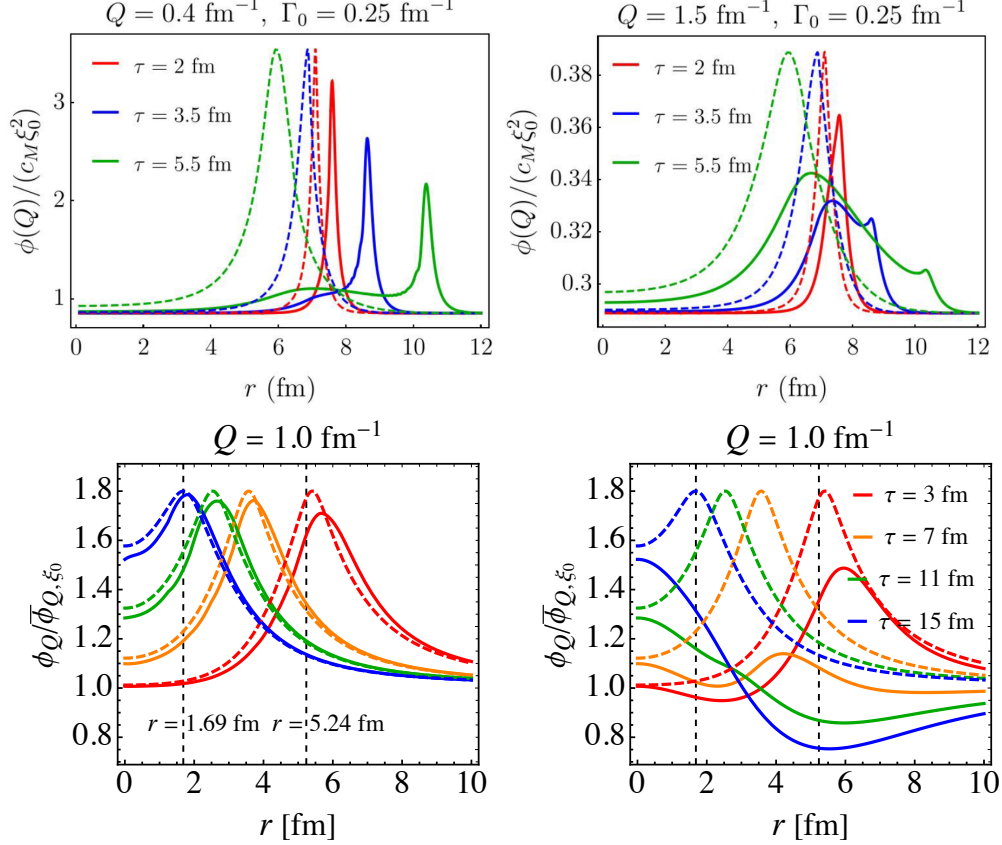 Q = 0.4 fm⁻¹, Γ₀ = 0.25 fm⁻¹
τ = 2 fm
τ = 3.5 fm
τ = 5.5 fm
3
2
1
ϕ(Q)/(c_M ξ₀²)
0 2 4 6 8 10 12
r (fm)
Q = 1.5 fm⁻¹, Γ₀ = 0.25 fm⁻¹
τ = 2 fm
τ = 3.5 fm
τ = 5.5 fm
0.38
0.36
0.34
0.32
0.3
ϕ(Q)/(c_M ξ₀²)
0 2 4 6 8 10 12
r (fm)
Q = 1.0 fm⁻¹
1.8
1.6
1.4
1.2
1.0
0.8
ϕ_Q/ϕ̅_{Q,ξ₀}
r = 1.69 fm r = 5.24 fm
0 2 4 6 8 10
r [fm]
Q = 1.0 fm⁻¹
1.8
1.6
1.4
1.2
1.0
0.8
ϕ_Q/ϕ̅_{Q,ξ₀}
τ = 3 fm
τ = 7 fm
τ = 11 fm
τ = 15 fm
0 2 4 6 8 10
r [fm]